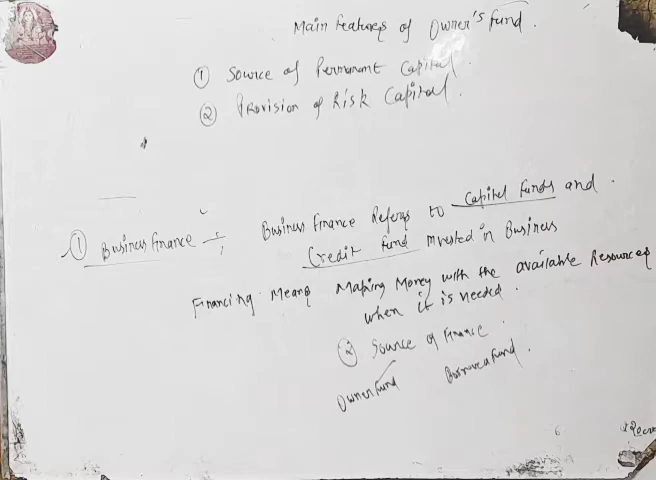 Main features of Owner's fund.
① Source of Permanent Capital.
② Provision of Risk Capital.
① Business finance - Business finance Refers to Capital Funds and
Credit fund invested in Business
Financing Means Making Money with the available Resources
when it is needed.
② Source of Finance.
Owner Fund Borrowed Fund.